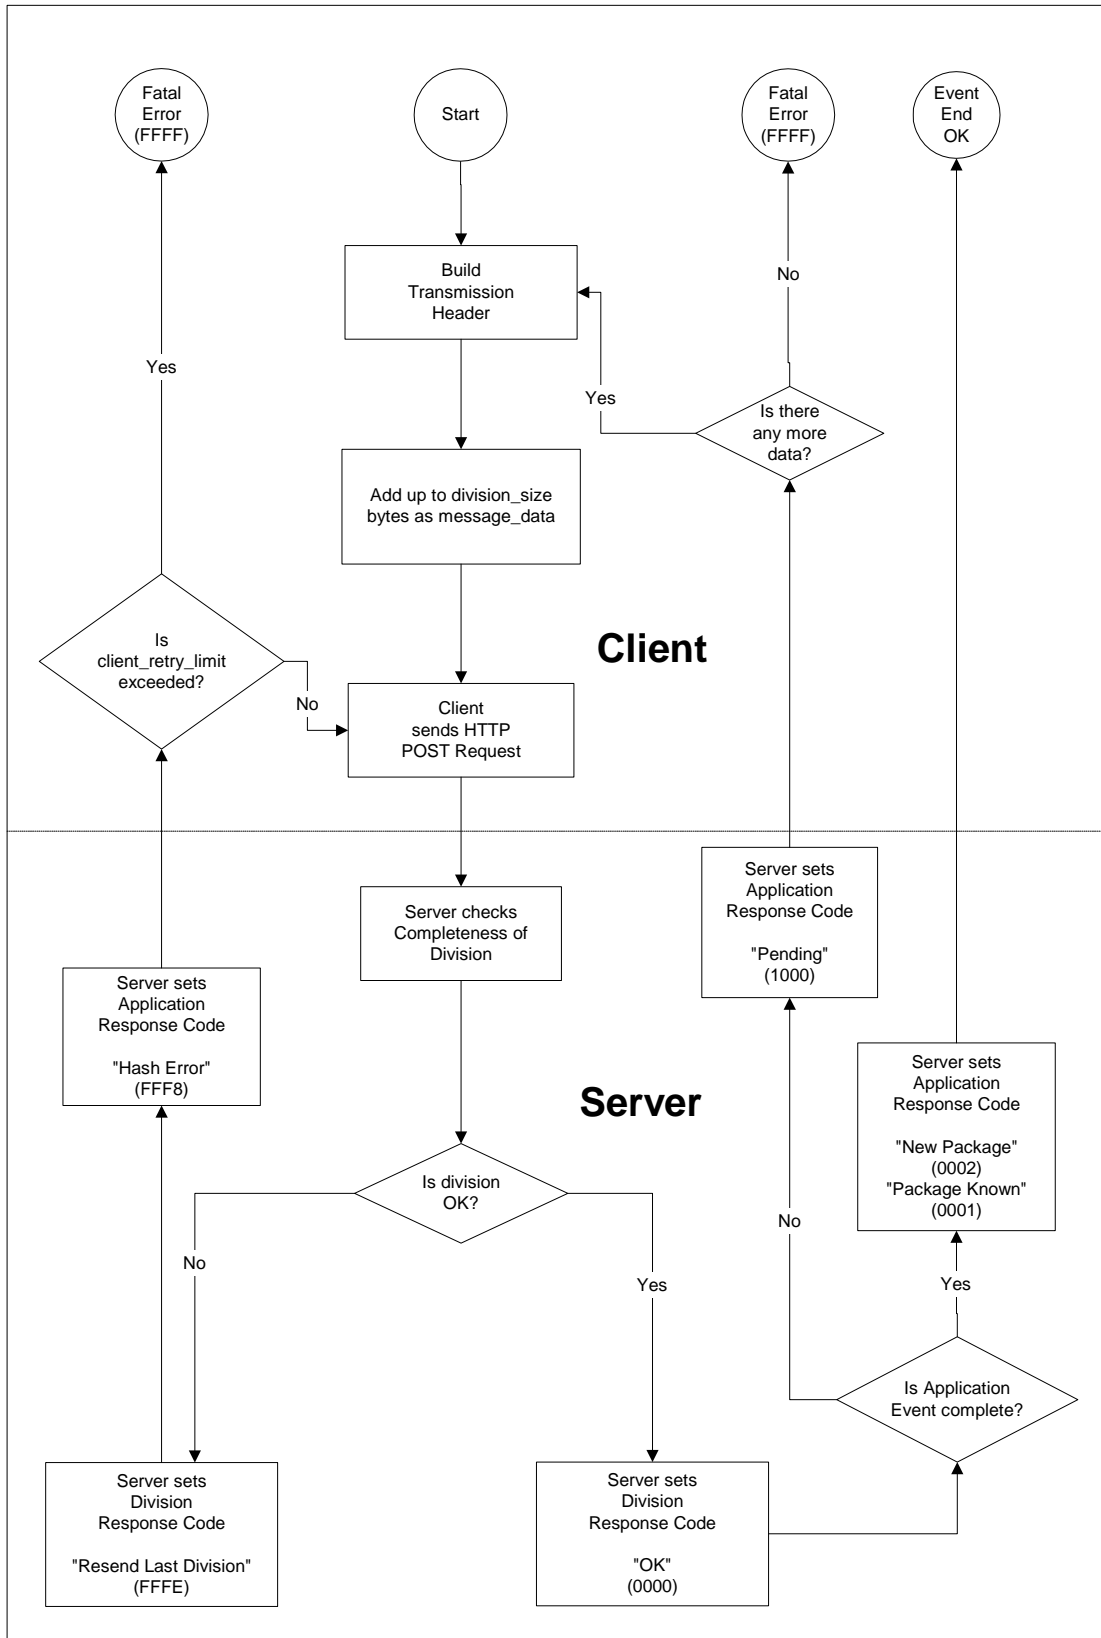 Fatal
Error
(FFFF)
Start
Fatal
Error
(FFFF)
Event
End
OK
Build
Transmission
Header
No
Yes
Yes
Is there
any more
data?
Add up to division_size
bytes as message_data
Is
client_retry_limit
exceeded?
Client
No
Client
sends HTTP
POST Request
Server sets
Application
Response Code
"Pending"
(1000)
Server checks
Completeness of
Division
Server sets
Application
Response Code
"Hash Error"
(FFF8)
Server sets
Application
Response Code
"New Package"
(0002)
"Package Known"
(0001)
Server
Is division
OK?
No
No
Yes
Yes
Is Application
Event complete?
Server sets
Division
Response Code
"Resend Last Division"
(FFFE)
Server sets
Division
Response Code
"OK"
(0000)